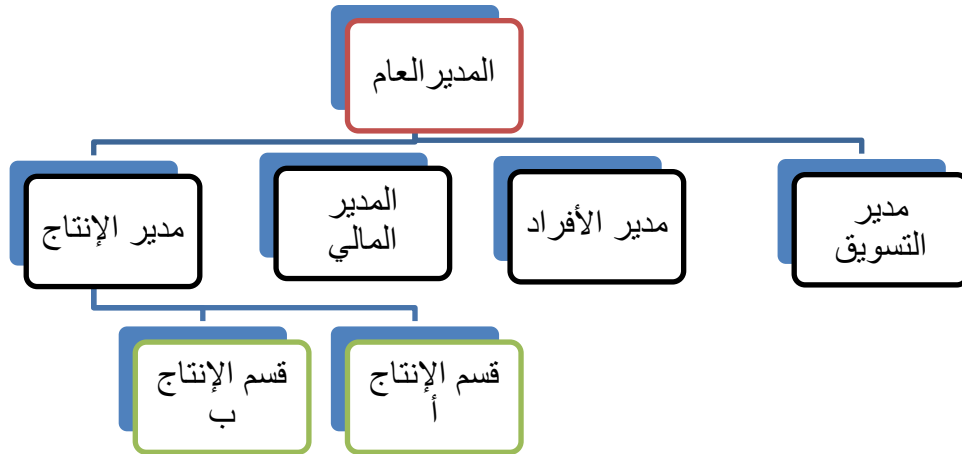 المدير العام
مدير
التسويق
مدير الأفراد
المدير
المالي
مدير الإنتاج
قسم الإنتاج
أ
قسم الإنتاج
ب